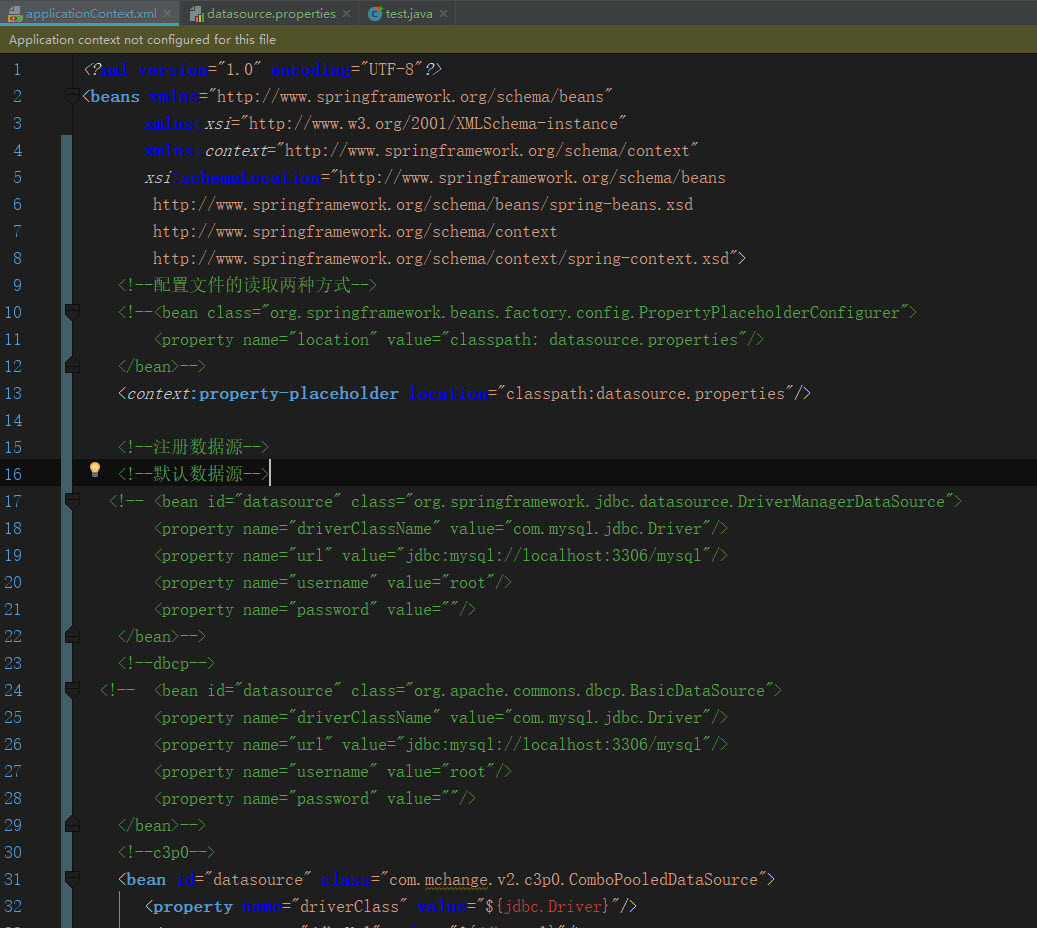 applicationContext.xml × datasource.properties × test.java ×
Application context not configured for this file
1 <?xml version="1.0" encoding="UTF-8"?>
2 <beans xmlns="http://www.springframework.org/schema/beans"
3 xmlns:xsi="http://www.w3.org/2001/XMLSchema-instance"
4 xmlns:context="http://www.springframework.org/schema/context"
5 xsi:schemaLocation="http://www.springframework.org/schema/beans
6 http://www.springframework.org/schema/beans/spring-beans.xsd
7 http://www.springframework.org/schema/context
8 http://www.springframework.org/schema/context/spring-context.xsd">
9 <!--配置文件的读取两种方式-->
10 <!--<bean class="org.springframework.beans.factory.config.PropertyPlaceholderConfigurer">
11 <property name="location" value="classpath: datasource.properties"/>
12 </bean>-->
13 <context:property-placeholder location="classpath:datasource.properties"/>
14
15 <!--注册数据源-->
16 <!--默认数据源-->
17 <!-- <bean id="datasource" class="org.springframework.jdbc.datasource.DriverManagerDataSource">
18 <property name="driverClassName" value="com.mysql.jdbc.Driver"/>
19 <property name="url" value="jdbc:mysql://localhost:3306/mysql"/>
20 <property name="username" value="root"/>
21 <property name="password" value=""/>
22 </bean>-->
23 <!--dbcp-->
24 <!-- <bean id="datasource" class="org.apache.commons.dbcp.BasicDataSource">
25 <property name="driverClassName" value="com.mysql.jdbc.Driver"/>
26 <property name="url" value="jdbc:mysql://localhost:3306/mysql"/>
27 <property name="username" value="root"/>
28 <property name="password" value=""/>
29 </bean>-->
30 <!--c3p0-->
31 <bean id="datasource" class="com.mchange.v2.c3p0.ComboPooledDataSource">
32 <property name="driverClass" value="${jdbc.Driver}"/>